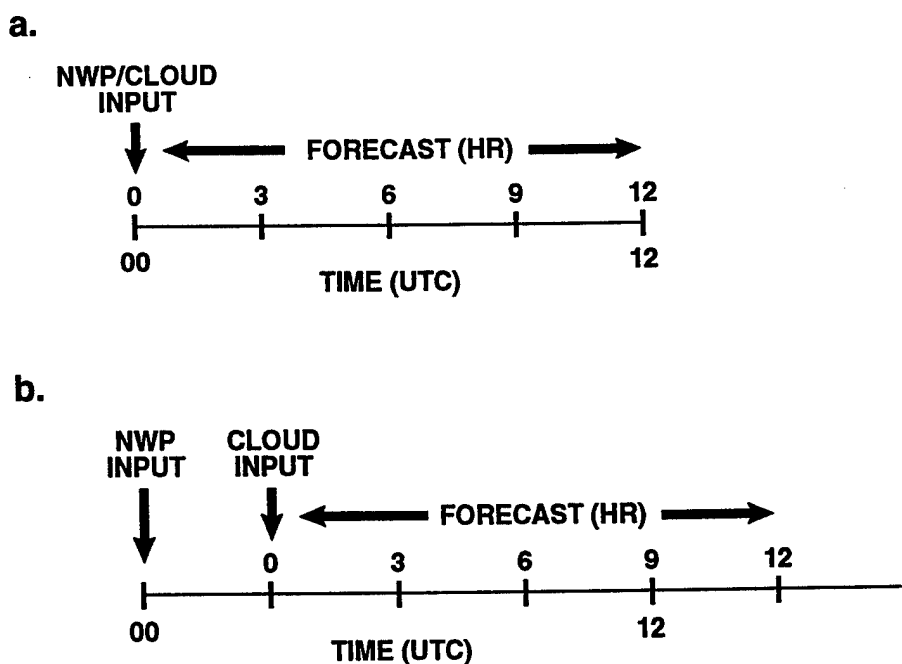 a.
NWP/CLOUD
INPUT
FORECAST (HR)
0 3 6 9 12
00 12
TIME (UTC)
b.
NWP
INPUT
CLOUD
INPUT
FORECAST (HR)
0 3 6 9 12
00 12
TIME (UTC)